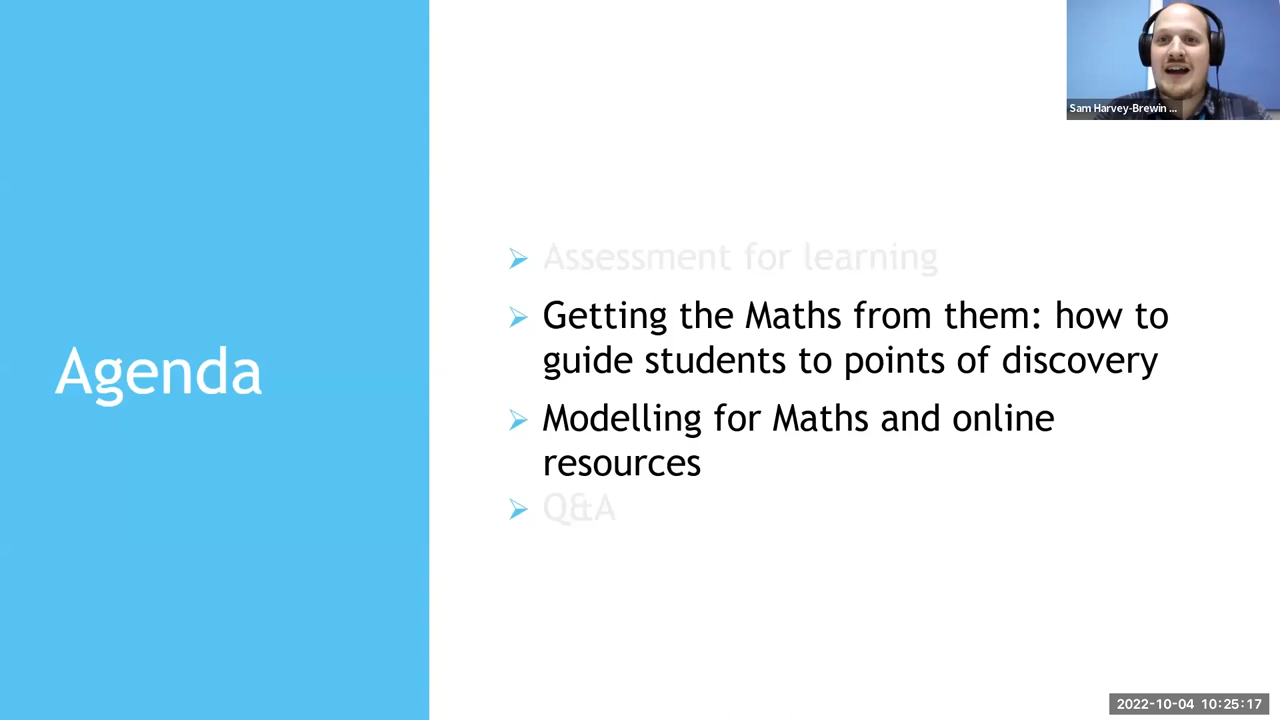 Sam Harvey-Brewin ...
Agenda
Assessment for learning
Getting the Maths from them: how to
guide students to points of discovery
Modelling for Maths and online
resources
Q&A
2022-10-04 10:25:17